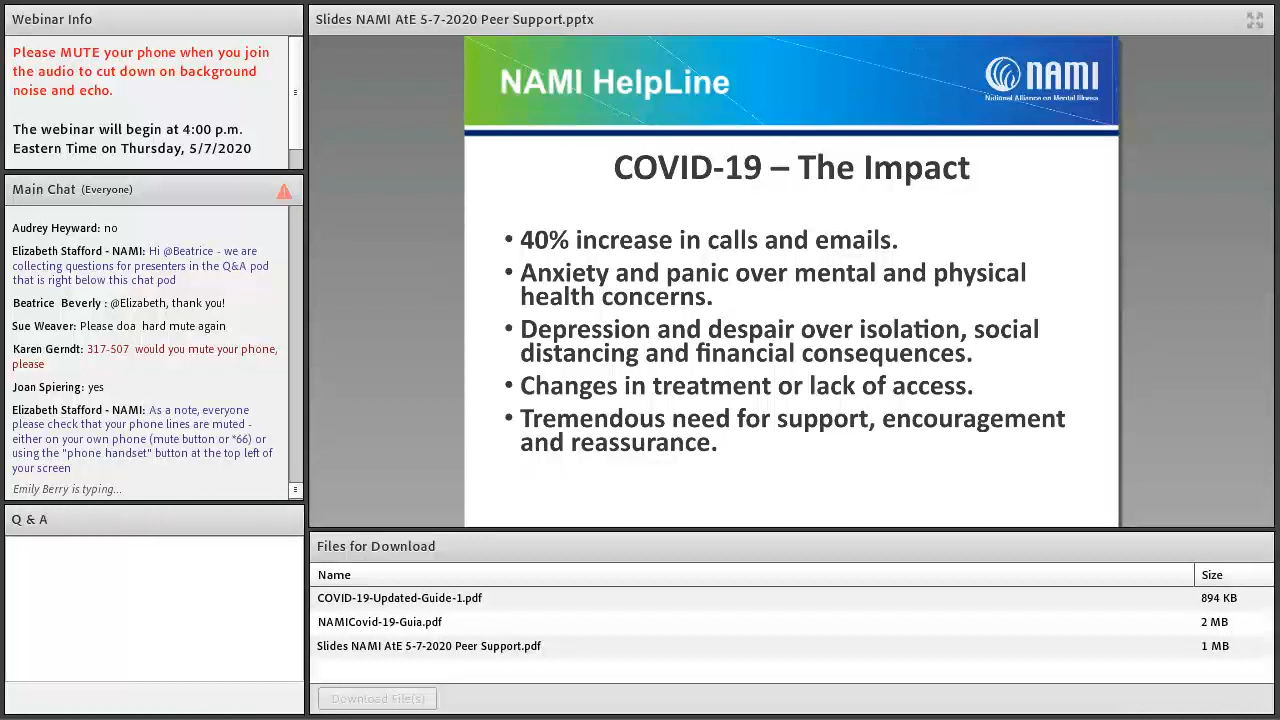 Webinar Info
Please MUTE your phone when you join
the audio to cut down on background
noise and echo.
The webinar will begin at 4:00 p.m.
Eastern Time on Thursday, 5/7/2020
Main Chat (Everyone)
Audrey Heyward: no
Elizabeth Stafford - NAMI: Hi @Beatrice - we are
collecting questions for presenters in the Q&A pod
that is right below this chat pod
Beatrice Beverly : @Elizabeth, thank you!
Sue Weaver: Please doa hard mute again
Karen Gerndt: 317-507 would you mute your phone,
please
Joan Spiering: yes
Elizabeth Stafford - NAMI: As a note, everyone
please check that your phone lines are muted -
either on your own phone (mute button or *66) or
using the "phone handset" button at the top left of
your screen
Emily Berry is typing...
Q & A
Slides NAMI AtE 5-7-2020 Peer Support.pptx
NAMI HelpLine
NAMI
National Alliance on Mental Illness
COVID-19 – The Impact
• 40% increase in calls and emails.
• Anxiety and panic over mental and physical
health concerns.
• Depression and despair over isolation, social
distancing and financial consequences.
• Changes in treatment or lack of access.
• Tremendous need for support, encouragement
and reassurance.
Files for Download
Name Size
COVID-19-Updated-Guide-1.pdf 894 KB
NAMICovid-19-Guia.pdf 2 MB
Slides NAMI AtE 5-7-2020 Peer Support.pdf 1 MB
Download File(s)